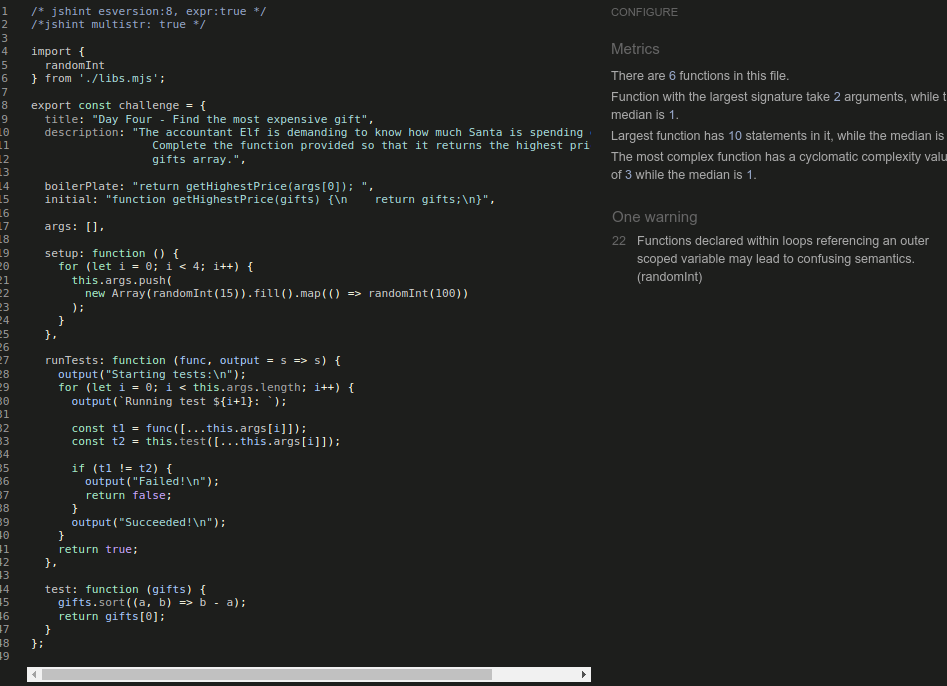 1 /* jshint esversion:8, expr:true */
2 /*jshint multistr: true */
3
4 import {
5   randomInt
6 } from './libs.mjs';
7
8 export const challenge = {
9   title: "Day Four - Find the most expensive gift",
10   description: "The accountant Elf is demanding to know how much Santa is spending
11                   Complete the function provided so that it returns the highest pri
12                   gifts array.",
13
14   boilerPlate: "return getHighestPrice(args[0]); ",
15   initial: "function getHighestPrice(gifts) {\n    return gifts;\n}",
16
17   args: [],
18
19   setup: function () {
20     for (let i = 0; i < 4; i++) {
21       this.args.push(
22         new Array(randomInt(15)).fill().map(() => randomInt(100))
23       );
24     }
25   },
26
27   runTests: function (func, output = s => s) {
28     output("Starting tests:\n");
29     for (let i = 0; i < this.args.length; i++) {
30       output(`Running test ${i+1}: `);
31
32       const t1 = func([...this.args[i]]);
33       const t2 = this.test([...this.args[i]]);
34
35       if (t1 != t2) {
36         output("Failed!\n");
37         return false;
38       }
39       output("Succeeded!\n");
40     }
41     return true;
42   },
43
44   test: function (gifts) {
45     gifts.sort((a, b) => b - a);
46     return gifts[0];
47   }
48 };
49
CONFIGURE
Metrics
There are 6 functions in this file.
Function with the largest signature take 2 arguments, while t
median is 1.
Largest function has 10 statements in it, while the median is
The most complex function has a cyclomatic complexity valu
of 3 while the median is 1.
One warning
22 Functions declared within loops referencing an outer
scoped variable may lead to confusing semantics.
(randomInt)